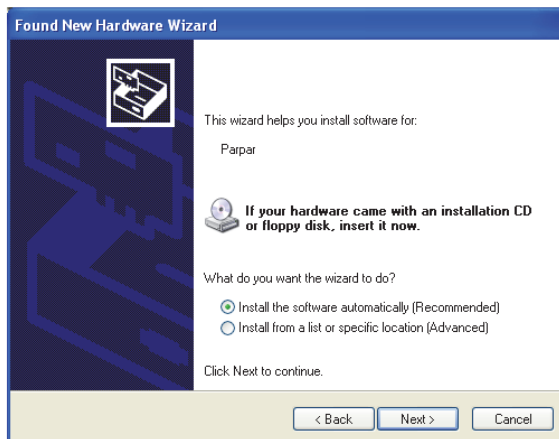 Found New Hardware Wizard
This wizard helps you install software for:
Parpar
If your hardware came with an installation CD
or floppy disk, insert it now.
What do you want the wizard to do?
Install the software automatically (Recommended)
Install from a list or specific location (Advanced)
Click Next to continue.
< Back Next > Cancel